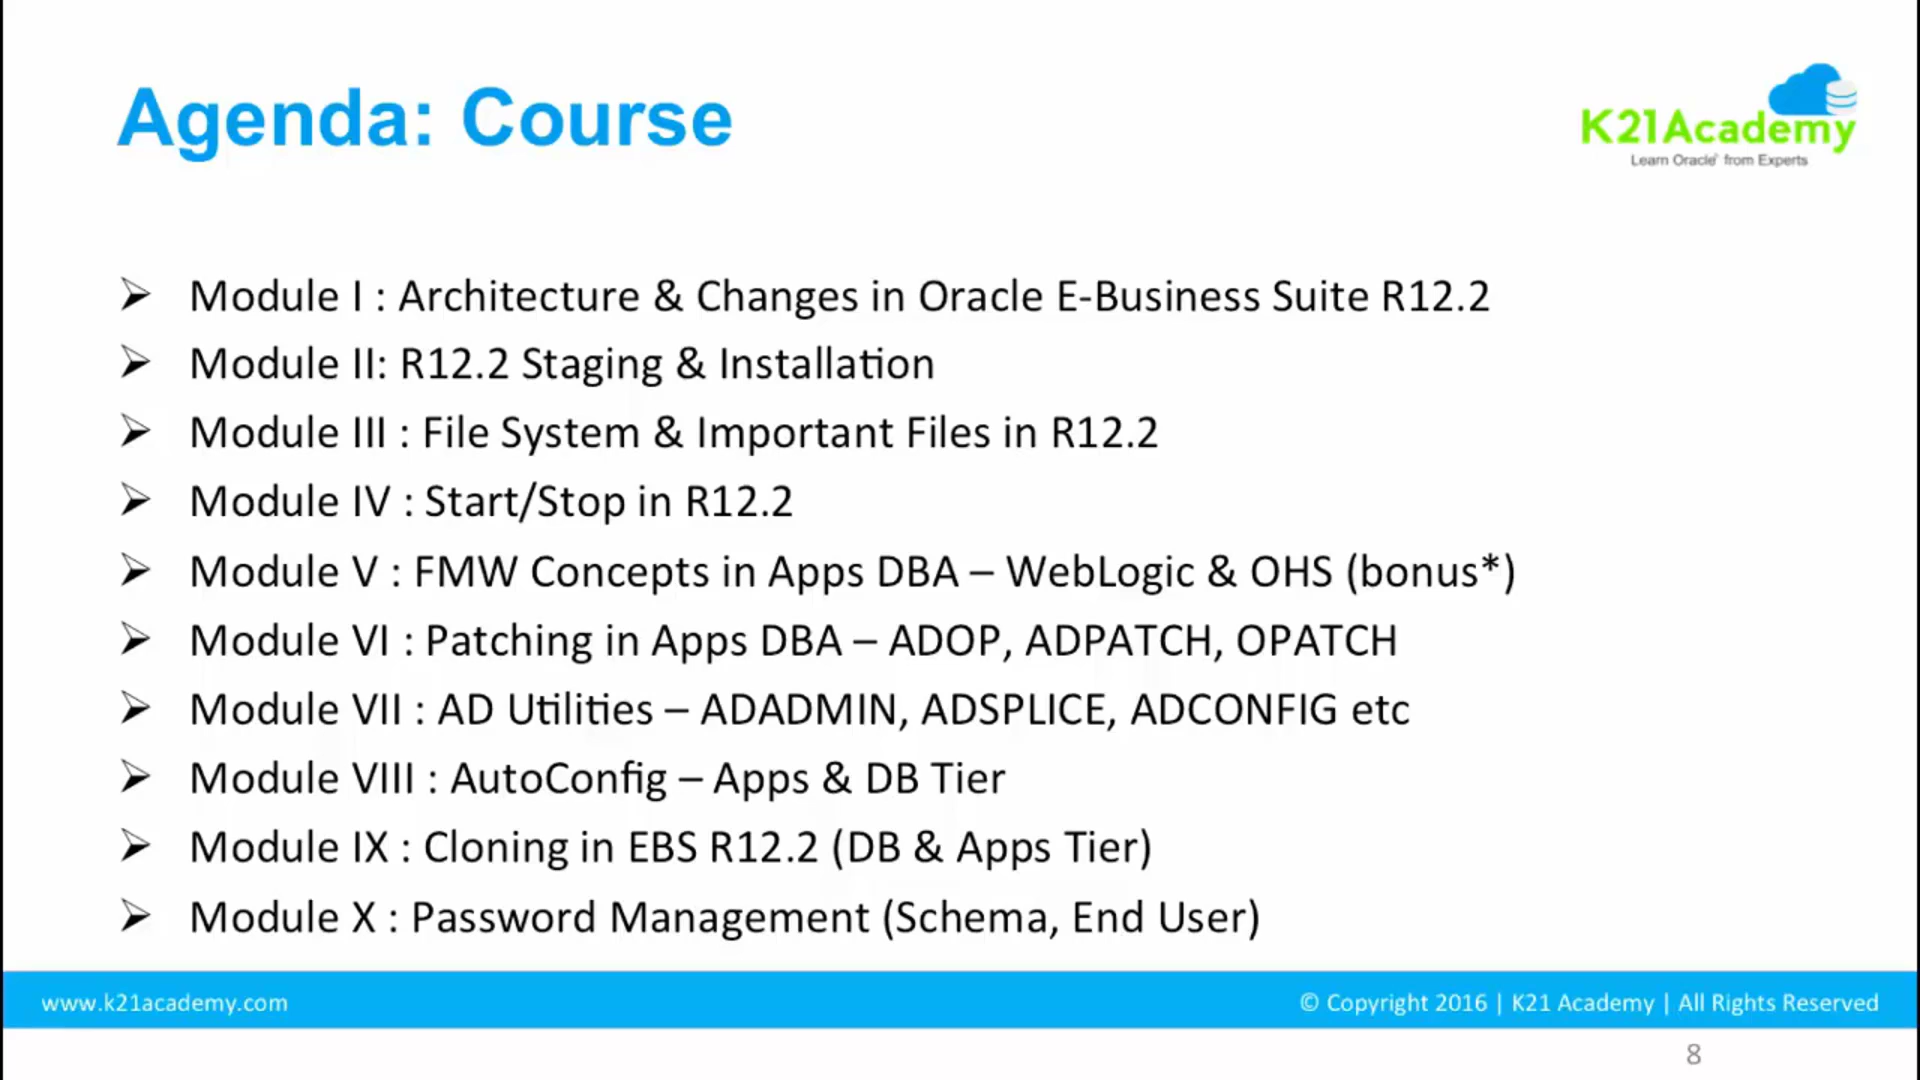 Agenda: Course
K21Academy
Learn Oracle® from Experts
➢ Module I : Architecture & Changes in Oracle E-Business Suite R12.2
➢ Module II: R12.2 Staging & Installation
➢ Module III : File System & Important Files in R12.2
➢ Module IV : Start/Stop in R12.2
➢ Module V : FMW Concepts in Apps DBA – WebLogic & OHS (bonus*)
➢ Module VI : Patching in Apps DBA – ADOP, ADPATCH, OPATCH
➢ Module VII : AD Utilities – ADADMIN, ADSPLICE, ADCONFIG etc
➢ Module VIII : AutoConfig – Apps & DB Tier
➢ Module IX : Cloning in EBS R12.2 (DB & Apps Tier)
➢ Module X : Password Management (Schema, End User)
www.k21academy.com
© Copyright 2016 | K21 Academy | All Rights Reserved
8